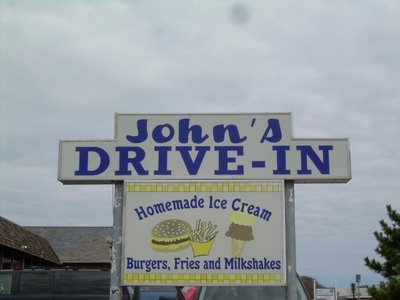 John's
DRIVE-IN
Homemade Ice Cream
Burgers, Fries and Milkshakes